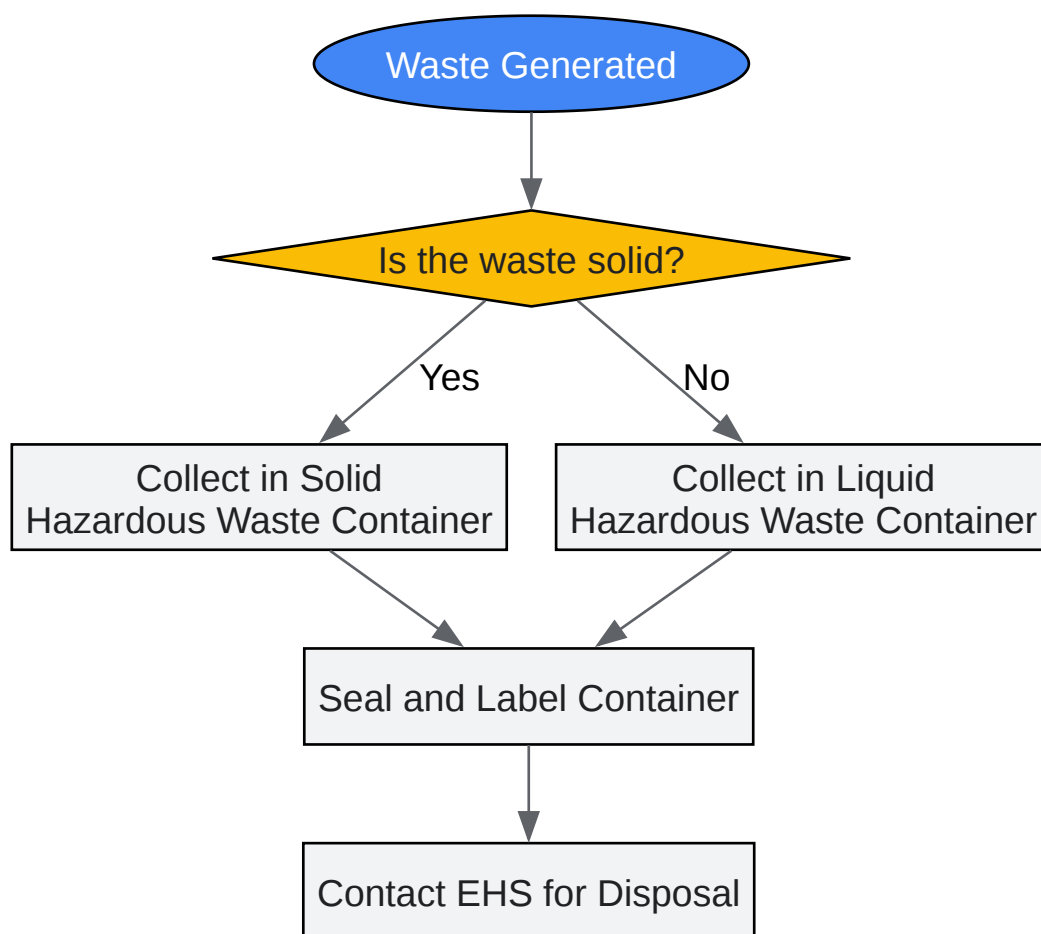 Waste Generated
Is the waste solid?
Yes
No
Collect in Solid
Hazardous Waste Container
Collect in Liquid
Hazardous Waste Container
Seal and Label Container
Contact EHS for Disposal